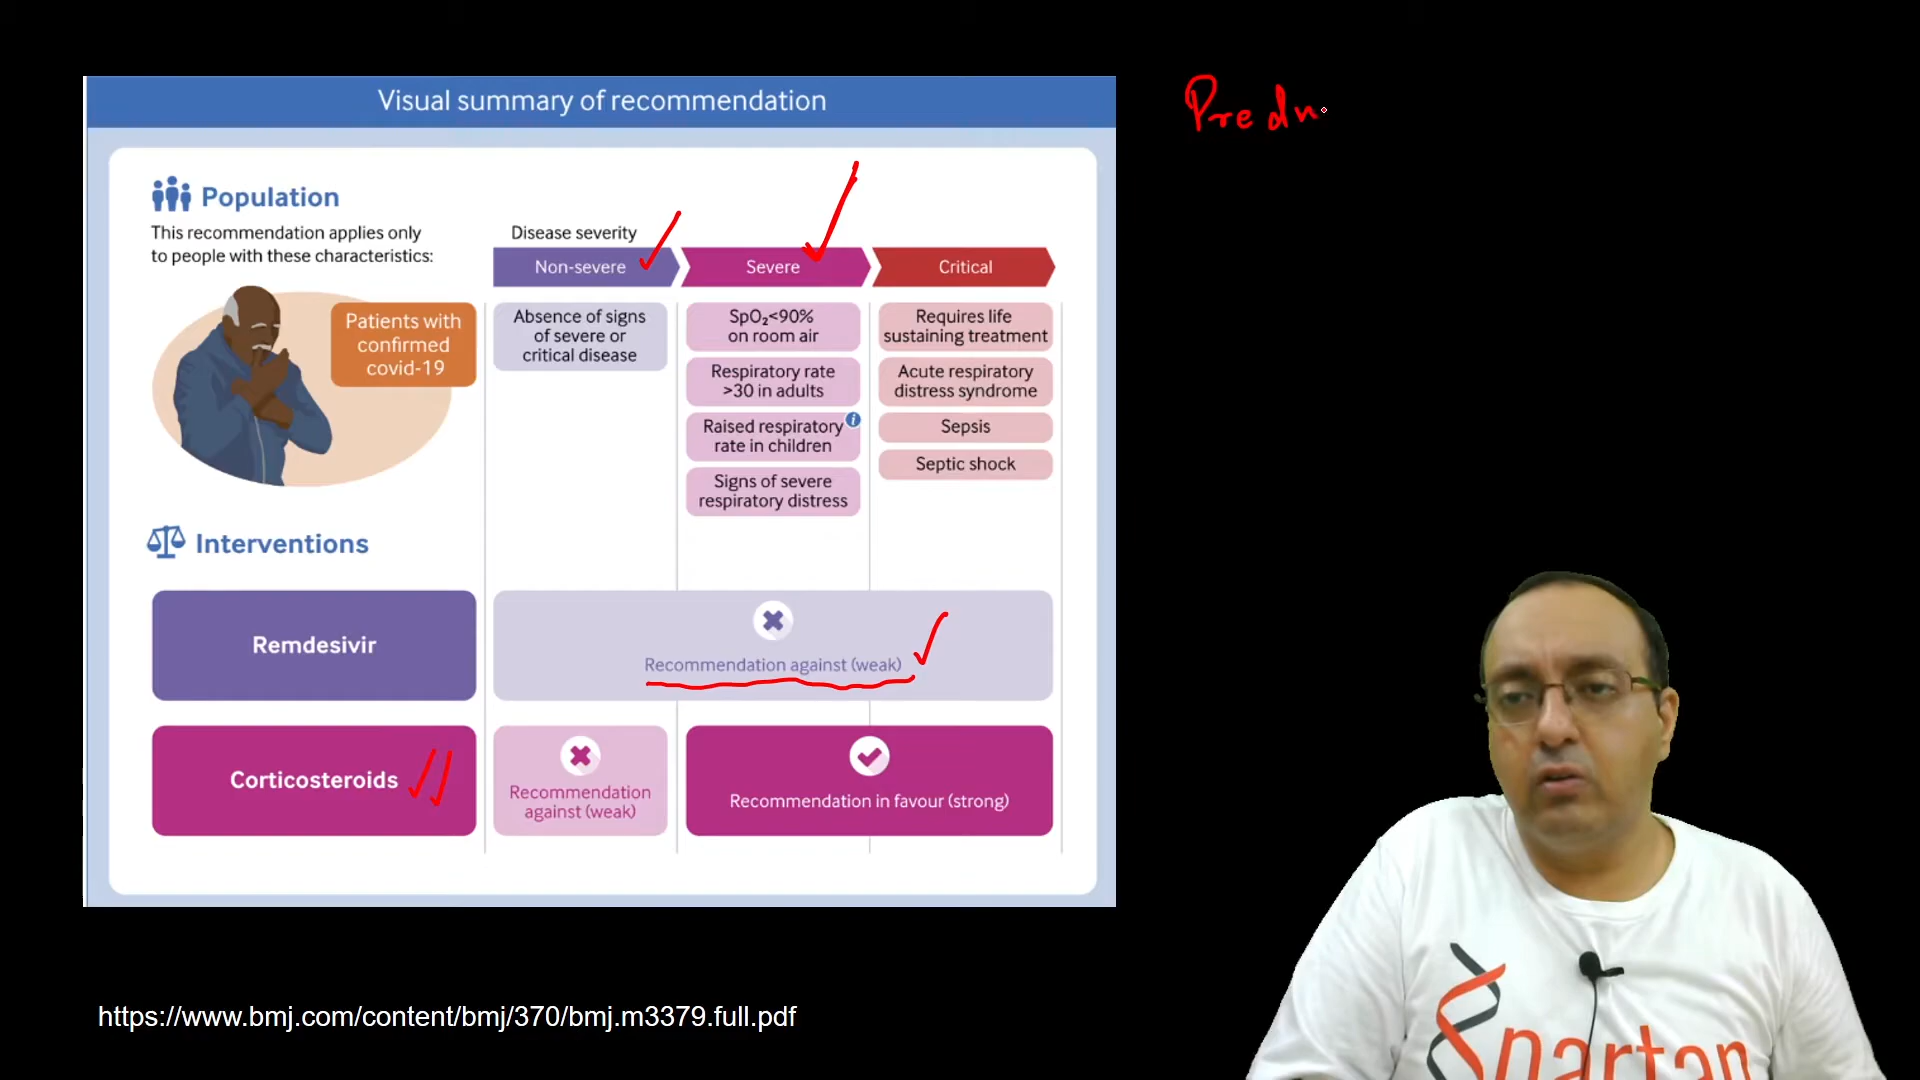 Visual summary of recommendation
Predn
Population
This recommendation applies only
to people with these characteristics:
Patients with
confirmed
covid-19
Disease severity
Non-severe
Severe
Critical
Absence of signs
of severe or
critical disease
SpO₂<90%
on room air
Respiratory rate
>30 in adults
Raised respiratory
rate in children
i
Signs of severe
respiratory distress
Requires life
sustaining treatment
Acute respiratory
distress syndrome
Sepsis
Septic shock
Interventions
Remdesivir
Recommendation against (weak)
Corticosteroids
Recommendation
against (weak)
Recommendation in favour (strong)
https://www.bmj.com/content/bmj/370/bmj.m3379.full.pdf